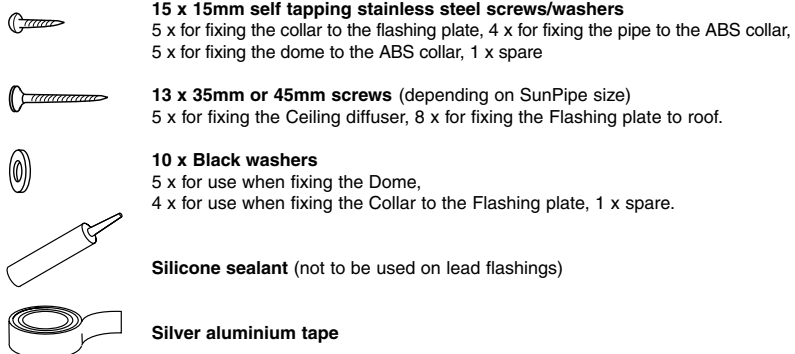 15 x 15mm self tapping stainless steel screws/washers
5 x for fixing the collar to the flashing plate, 4 x for fixing the pipe to the ABS collar,
5 x for fixing the dome to the ABS collar, 1 x spare
13 x 35mm or 45mm screws (depending on SunPipe size)
5 x for fixing the Ceiling diffuser, 8 x for fixing the Flashing plate to roof.
10 x Black washers
5 x for use when fixing the Dome,
4 x for use when fixing the Collar to the Flashing plate, 1 x spare.
Silicone sealant (not to be used on lead flashings)
Silver aluminium tape